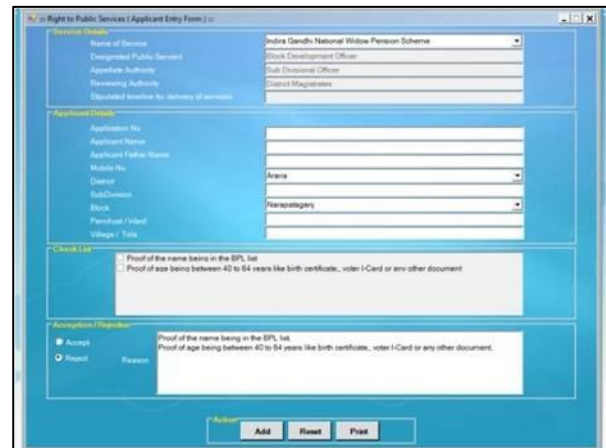 :: Right to Public Services ( Applicant Entry Form ) ::
Service Details
Name of Service
Indira Gandhi National Widow Pension Scheme
Designated Public Servent
Block Development Officer
Appellate Authority
Sub Divisional Officer
Reviewing Authority
District Magistrates
Stipulated timeline for delivery of services
Applicant Details
Application No
Applicant Name
Applicant Father Name
Mobile No
District
Araria
SubDivision
Block
Narapatganj
Panchyat / Ward
Village / Tola
Check List
Proof of the name being in the BPL list
Proof of age being between 40 to 64 years like birth certificate,, voter I-Card or any other document
Acception / Rejection
Accept
Reject
Reason
Proof of the name being in the BPL list.
Proof of age being between 40 to 64 years like birth certificate,, voter I-Card or any other document.
Action
Add Reset Print